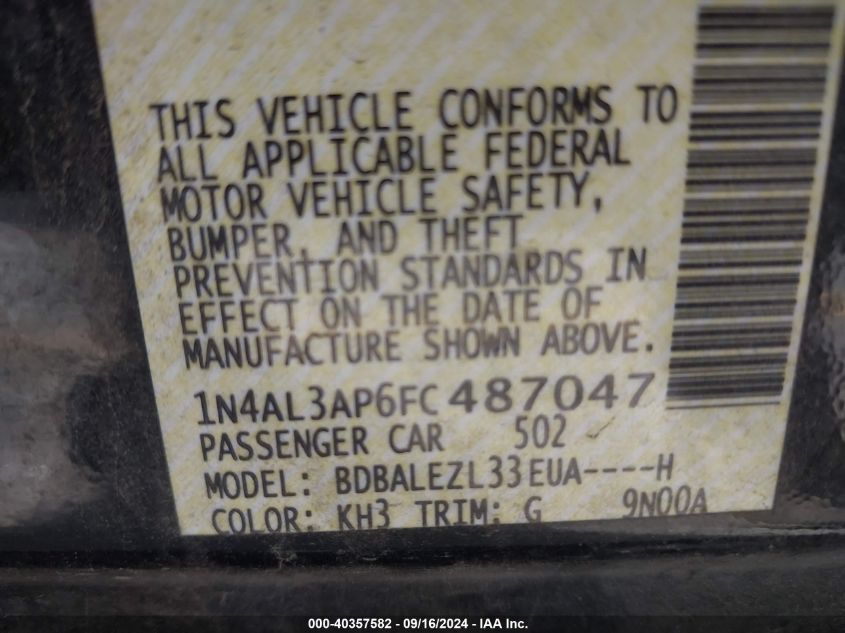 THIS VEHICLE CONFORMS TO
ALL APPLICABLE FEDERAL
MOTOR VEHICLE SAFETY,
BUMPER, AND THEFT
PREVENTION STANDARDS IN
EFFECT ON THE DATE OF
MANUFACTURE SHOWN ABOVE.
1N4AL3AP6FC487047
PASSENGER CAR 502
MODEL: BDBALEZL33EUA----H
COLOR: KH3 TRIM: G 9N00A
000-40357582 - 09/16/2024 - IAA Inc.